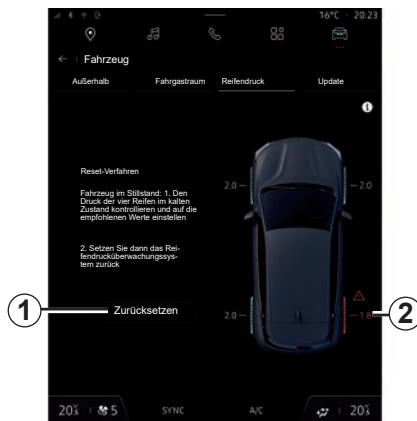 16°C · 20:23
Fahrzeug
Außerhalb Fahrgastraum Reifendruck Update
Reset-Verfahren
Fahrzeug im Stillstand: 1. Den
Druck der vier Reifen im kalten
Zustand kontrollieren und auf die
empfohlenen Werte einstellen
2.0 2.0
2. Setzen Sie dann das Rei-
fendrucküberwachungssys-
tem zurück
1 Zurücksetzen 2.0 1.8 2
20⁵ 5 SYNC A/C 20⁵